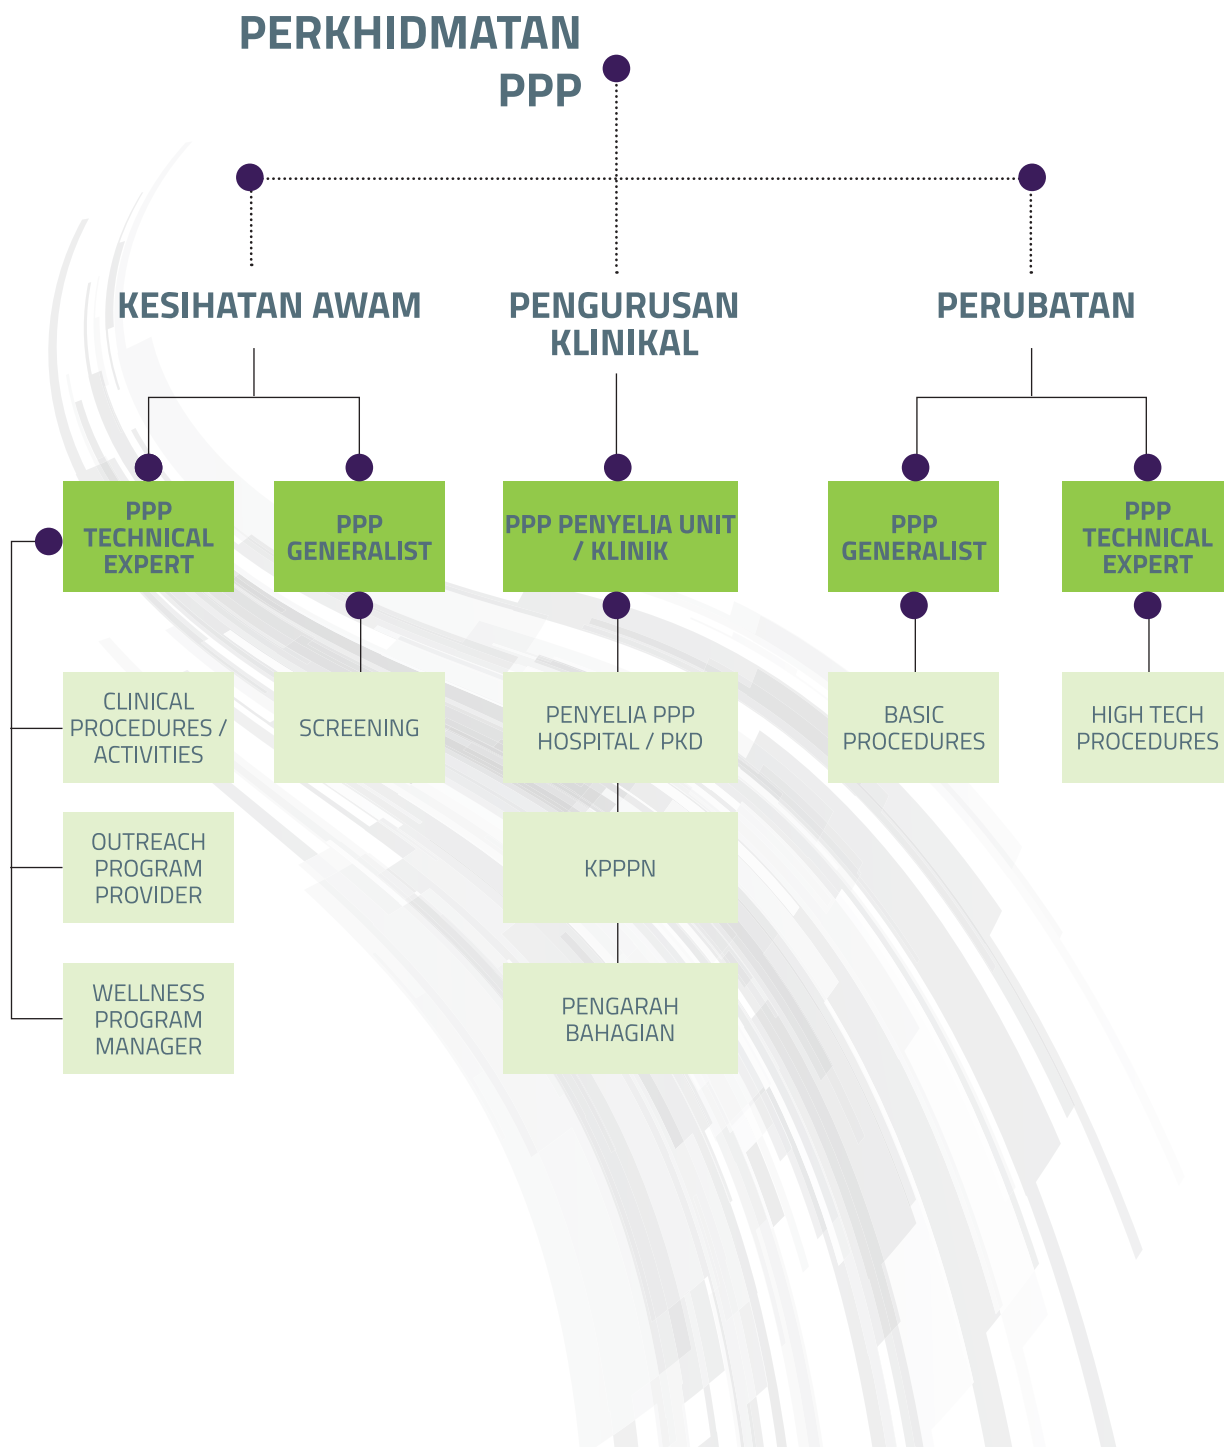 PERKHIDMATAN
PPP
KESIHATAN AWAM
PENGURUSAN
KLINIKAL
PERUBATAN
PPP
TECHNICAL
EXPERT
PPP
GENERALIST
PPP PENYELIA UNIT
/ KLINIK
PPP
GENERALIST
PPP
TECHNICAL
EXPERT
CLINICAL
PROCEDURES /
ACTIVITIES
SCREENING
PENYELIA PPP
HOSPITAL / PKD
BASIC
PROCEDURES
HIGH TECH
PROCEDURES
OUTREACH
PROGRAM
PROVIDER
KPPPN
WELLNESS
PROGRAM
MANAGER
PENGARAH
BAHAGIAN